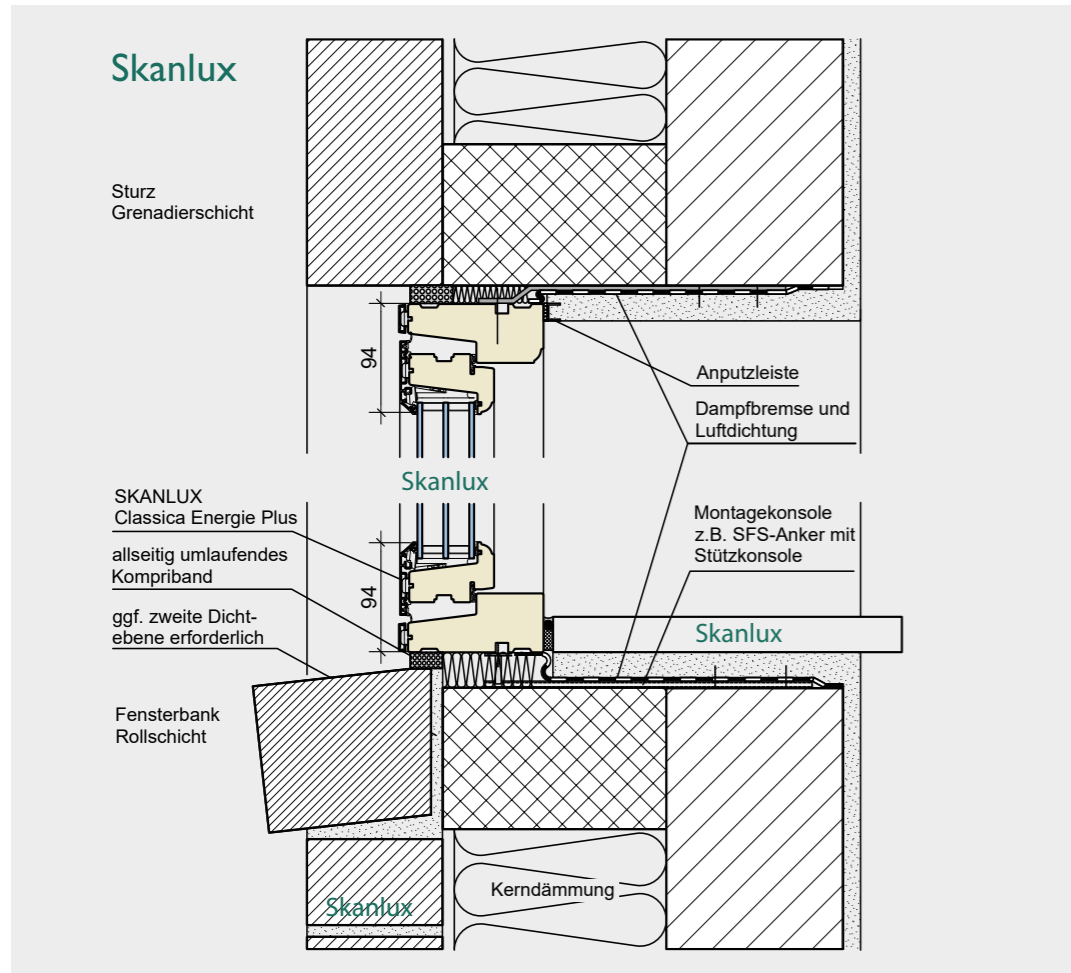 Skanlux
Sturz
Grenadierschicht
94
Anputzleiste
Dampfbremse und
Luftdichtung
Skanlux
SKANLUX
Classica Energie Plus
allseitig umlaufendes
Kompriband
ggf. zweite Dicht-
ebene erforderlich
94
Montagekonsole
z.B. SFS-Anker mit
Stützkonsole
Skanlux
Fensterbank
Rollschicht
Kerndämmung
Skanlux